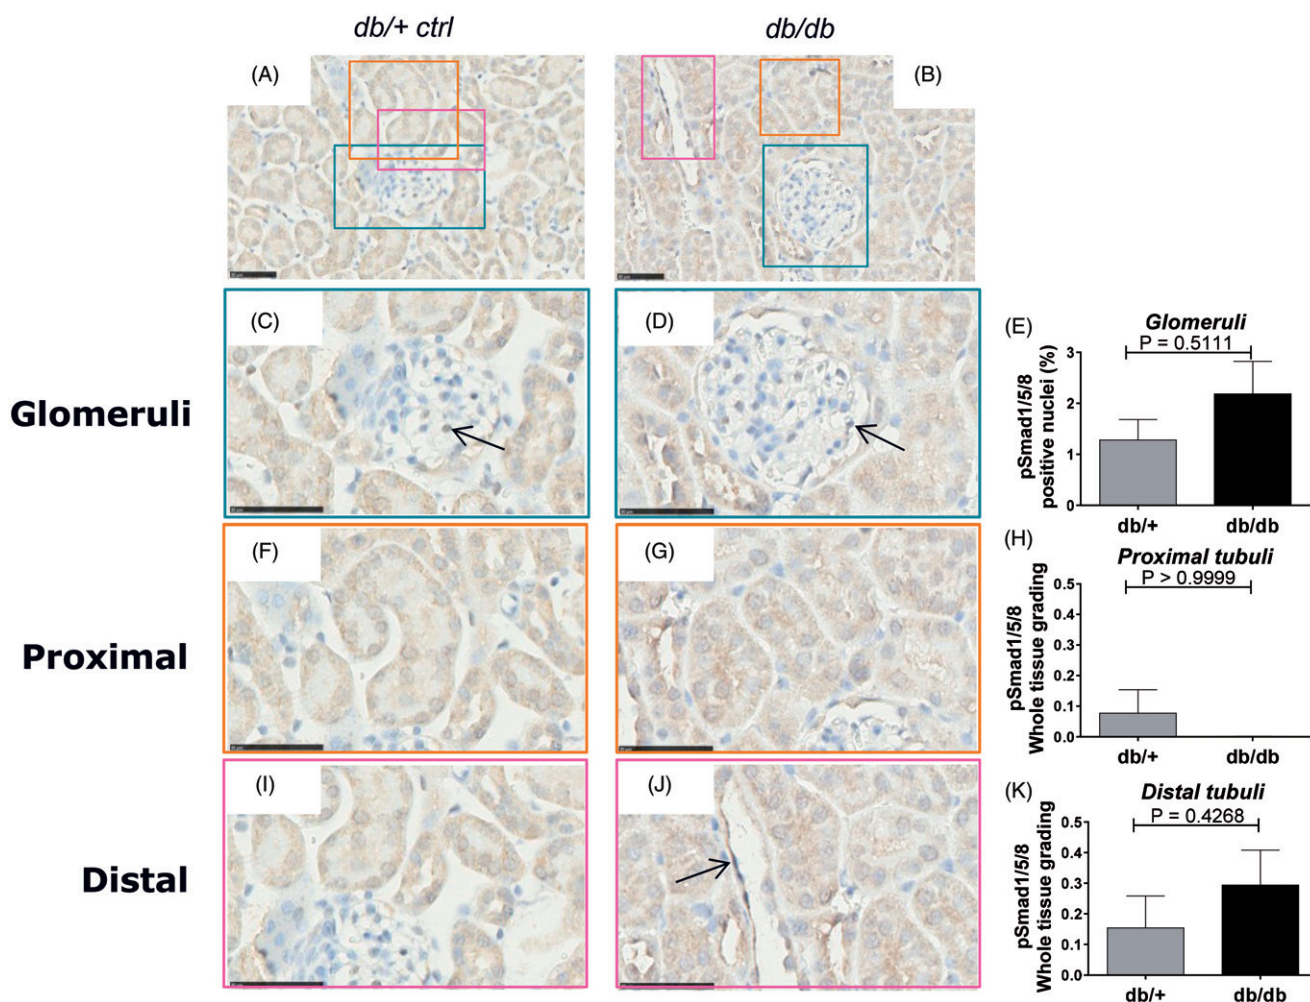 db/+ ctrl
db/db
(A)
(B)
(C)
(D)
Glomeruli
(E)
Glomeruli
P = 0.5111
pSmad1/5/8
positive nuclei (%)
3
2
1
0
db/+
db/db
(F)
(G)
Proximal
(H)
Proximal tubuli
P > 0.9999
pSmad1/5/8
Whole tissue grading
0.5
0.4
0.3
0.2
0.1
0.0
db/+
db/db
(I)
(J)
Distal
(K)
Distal tubuli
P = 0.4268
pSmad1/5/8
Whole tissue grading
0.5
0.4
0.3
0.2
0.1
0.0
db/+
db/db